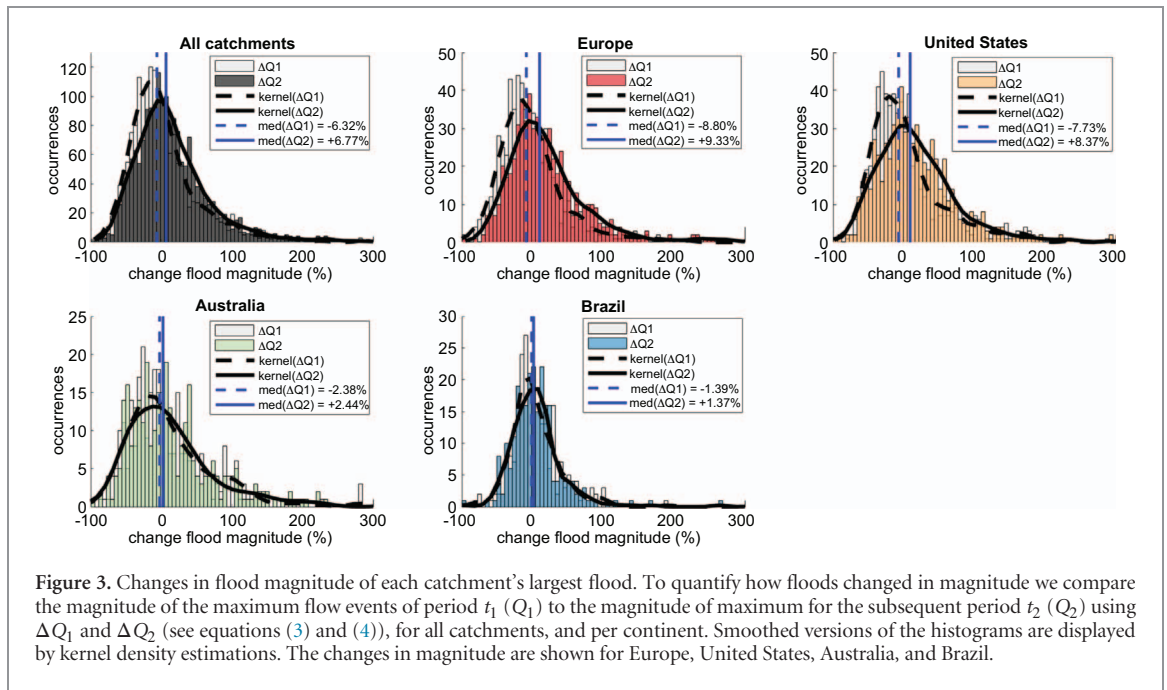 All catchments
120
100
80
60
40
20
0
occurrences
-100
0
100
200
300
change flood magnitude (%)
ΔQ1
ΔQ2
kernel(ΔQ1)
kernel(ΔQ2)
med(ΔQ1) = -6.32%
med(ΔQ2) = +6.77%
Europe
50
40
30
20
10
0
occurrences
-100
0
100
200
300
change flood magnitude (%)
ΔQ1
ΔQ2
kernel(ΔQ1)
kernel(ΔQ2)
med(ΔQ1) = -8.80%
med(ΔQ2) = +9.33%
United States
50
40
30
20
10
0
occurrences
-100
0
100
200
300
change flood magnitude (%)
ΔQ1
ΔQ2
kernel(ΔQ1)
kernel(ΔQ2)
med(ΔQ1) = -7.73%
med(ΔQ2) = +8.37%
Australia
25
20
15
10
5
0
occurrences
-100
0
100
200
300
change flood magnitude (%)
ΔQ1
ΔQ2
kernel(ΔQ1)
kernel(ΔQ2)
med(ΔQ1) = -2.38%
med(ΔQ2) = +2.44%
Brazil
30
25
20
15
10
5
0
occurrences
-100
0
100
200
300
change flood magnitude (%)
ΔQ1
ΔQ2
kernel(ΔQ1)
kernel(ΔQ2)
med(ΔQ1) = -1.39%
med(ΔQ2) = +1.37%
Figure 3. Changes in flood magnitude of each catchment's largest flood. To quantify how floods changed in magnitude we compare
the magnitude of the maximum flow events of period t₁ (Q₁) to the magnitude of maximum for the subsequent period t₂ (Q₂) using
ΔQ₁ and ΔQ₂ (see equations (3) and (4)), for all catchments, and per continent. Smoothed versions of the histograms are displayed
by kernel density estimations. The changes in magnitude are shown for Europe, United States, Australia, and Brazil.